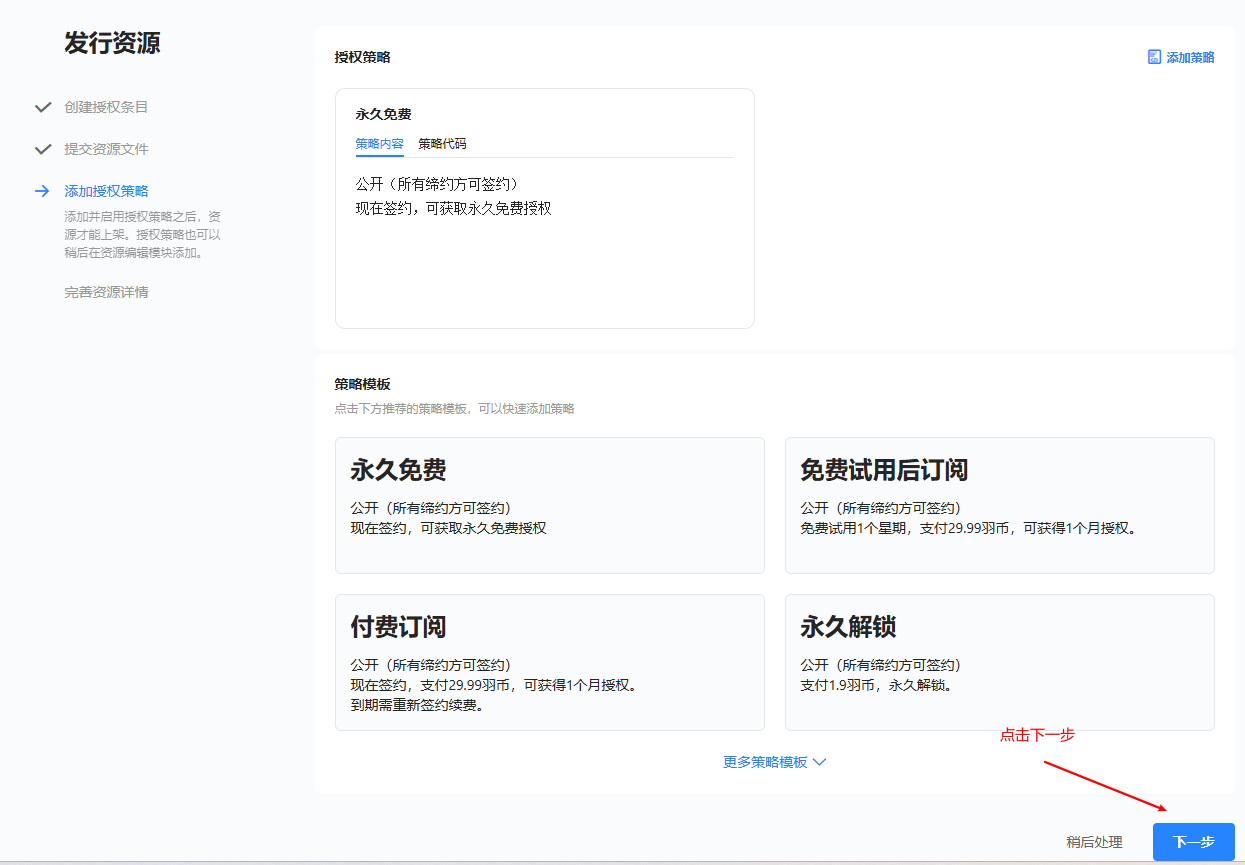 发行资源
创建授权条目
提交资源文件
添加授权策略
添加并启用授权策略之后，资
源才能上架。授权策略也可以
稍后在资源编辑模块添加。
完善资源详情
授权策略
添加策略
永久免费
策略内容 策略代码
公开（所有缔约方可签约）
现在签约，可获取永久免费授权
策略模板
点击下方推荐的策略模板，可以快速添加策略
永久免费
公开（所有缔约方可签约）
现在签约，可获取永久免费授权
免费试用后订阅
公开（所有缔约方可签约）
免费试用1个星期，支付29.99羽币，可获得1个月授权。
付费订阅
公开（所有缔约方可签约）
现在签约，支付29.99羽币，可获得1个月授权。
到期需重新签约续费。
永久解锁
公开（所有缔约方可签约）
支付1.9羽币，永久解锁。
点击下一步
更多策略模板
稍后处理
下一步